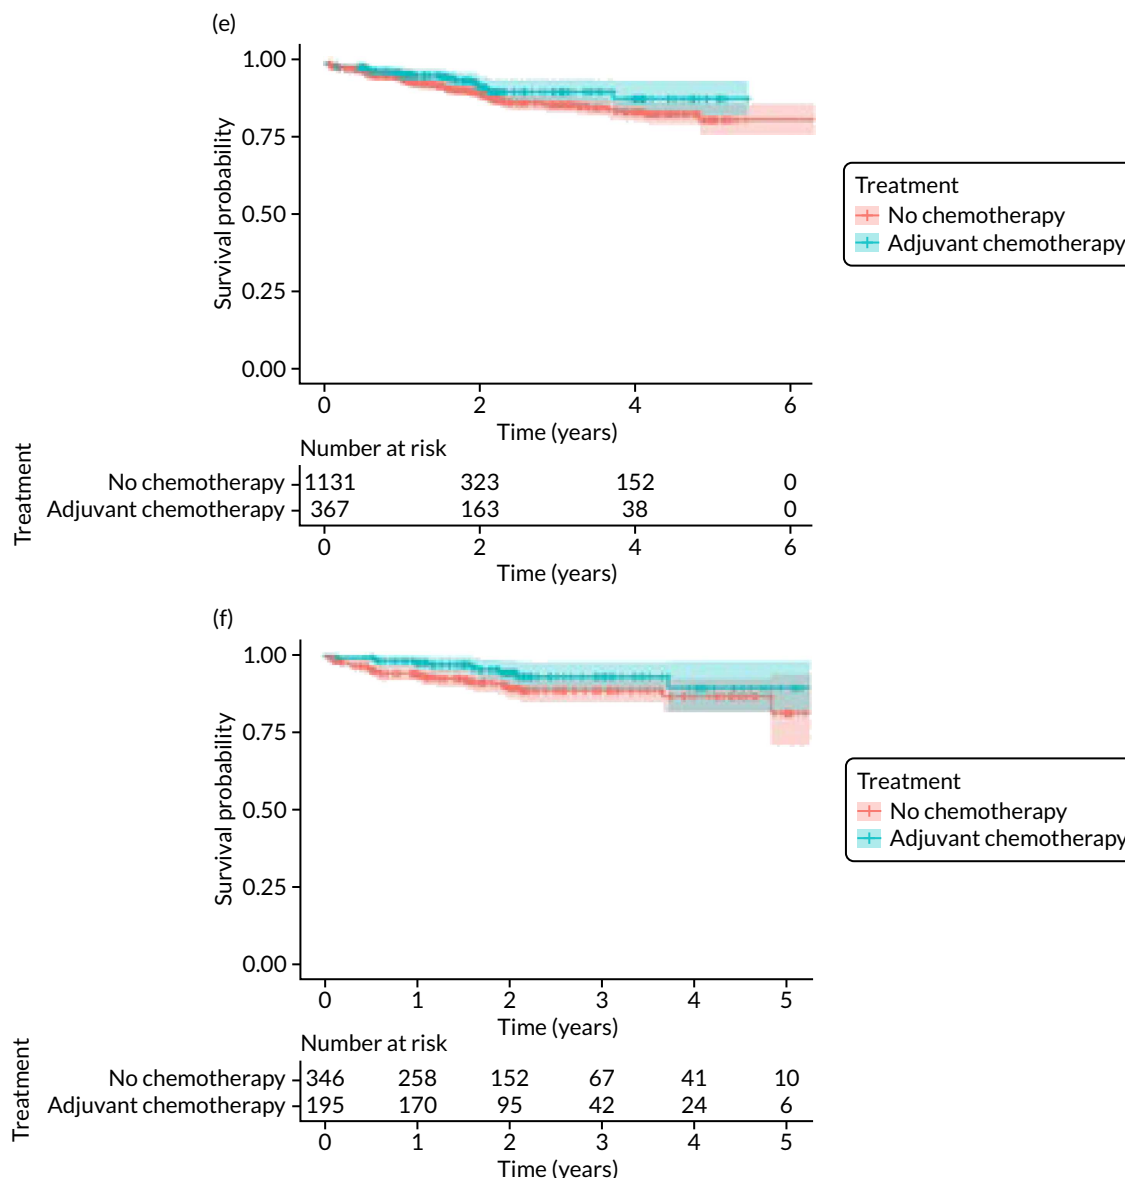 (e)
1.00
0.75
0.50
0.25
0.00
Survival probability
0 2 4 6
Time (years)
Treatment
No chemotherapy
Adjuvant chemotherapy
Number at risk
Treatment
No chemotherapy 1131 323 152 0
Adjuvant chemotherapy 367 163 38 0
0 2 4 6
Time (years)
(f)
1.00
0.75
0.50
0.25
0.00
Survival probability
0 1 2 3 4 5
Time (years)
Treatment
No chemotherapy
Adjuvant chemotherapy
Number at risk
Treatment
No chemotherapy 346 258 152 67 41 10
Adjuvant chemotherapy 195 170 95 42 24 6
0 1 2 3 4 5
Time (years)